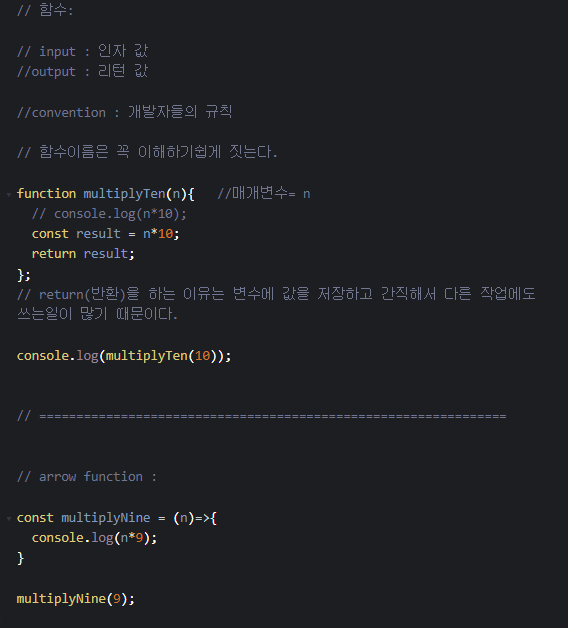 // 함수:
// input : 인자 값
//output : 리턴 값
//convention : 개발자들의 규칙
// 함수이름은 꼭 이해하기쉽게 짓는다.
function multiplyTen(n){   //매개변수= n
  // console.log(n*10);
  const result = n*10;
  return result;
};
// return(반환)을 하는 이유는 변수에 값을 저장하고 간직해서 다른 작업에도
쓰는일이 많기 때문이다.
console.log(multiplyTen(10));
// ===============================================================
// arrow function :
const multiplyNine = (n)=>{
  console.log(n*9);
}
multiplyNine(9);